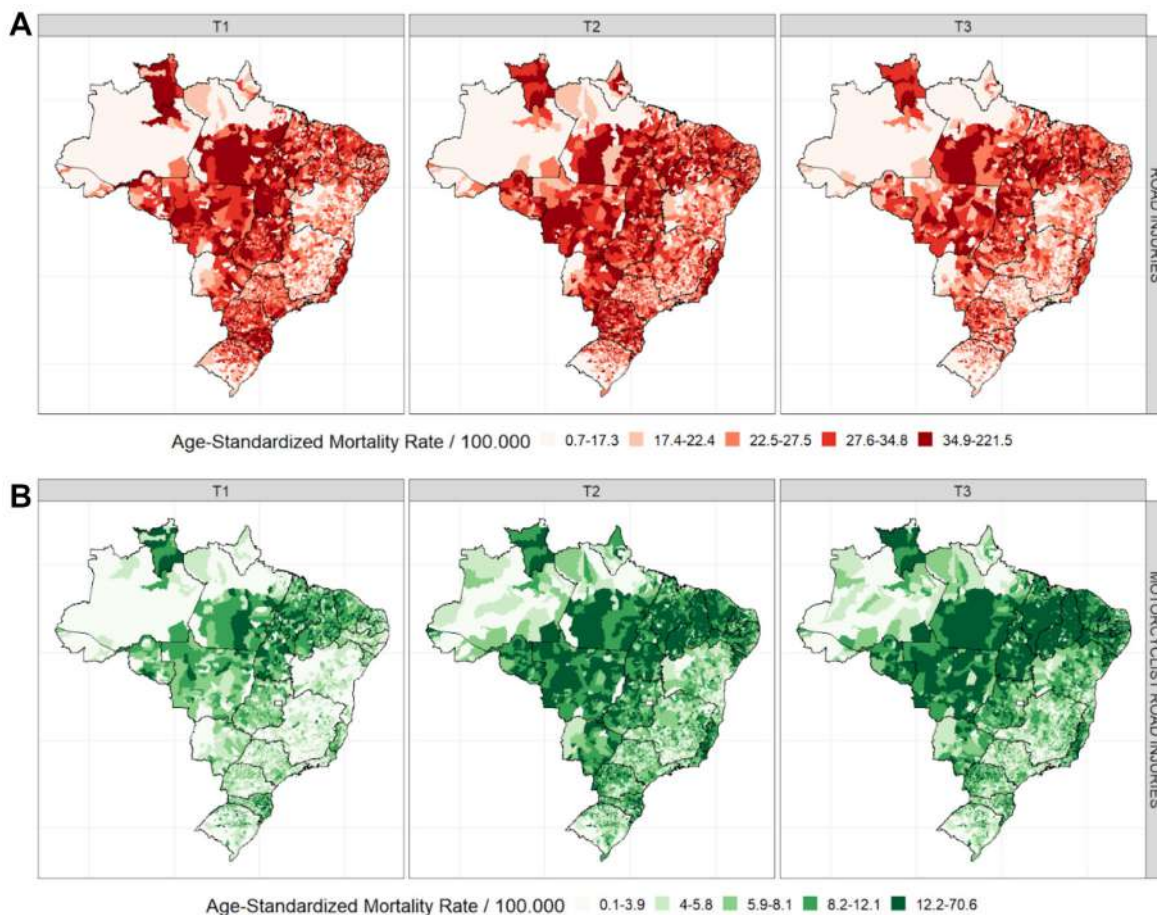 A
T1
T2
T3
ROAD INJURIES
Age-Standardized Mortality Rate / 100.000
0.7-17.3
17.4-22.4
22.5-27.5
27.6-34.8
34.9-221.5
B
T1
T2
T3
MOTORCYCLIST ROAD INJURIES
Age-Standardized Mortality Rate / 100.000
0.1-3.9
4-5.8
5.9-8.1
8.2-12.1
12.2-70.6